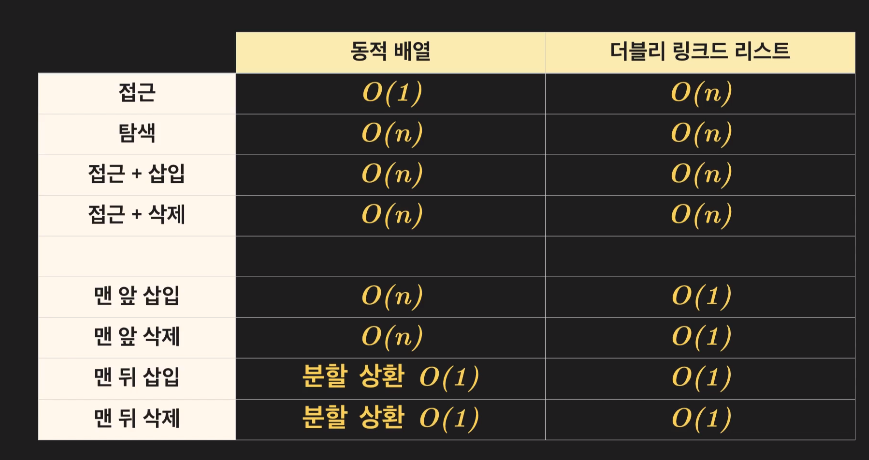 동적 배열 더블리 링크드 리스트
접근 O(1) O(n)
탐색 O(n) O(n)
접근 + 삽입 O(n) O(n)
접근 + 삭제 O(n) O(n)
맨 앞 삽입 O(n) O(1)
맨 앞 삭제 O(n) O(1)
맨 뒤 삽입 분할 상환 O(1) O(1)
맨 뒤 삭제 분할 상환 O(1) O(1)